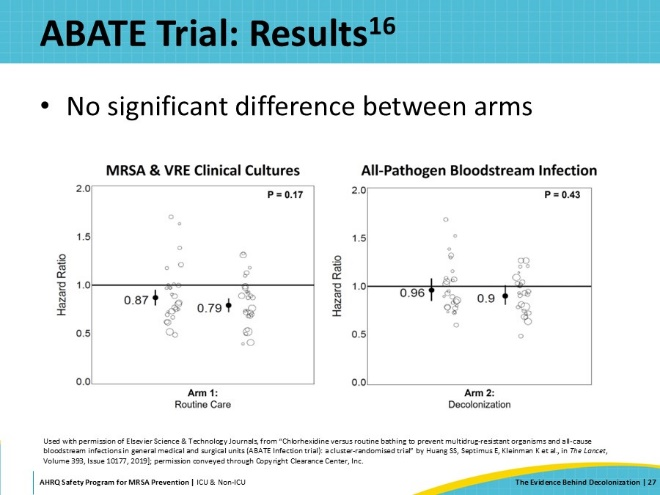 ABATE Trial: Results16
• No significant difference between arms
MRSA & VRE Clinical Cultures
All-Pathogen Bloodstream Infection
2.0
P = 0.17
1.5
1.0
0.5
0.0
Hazard Ratio
0.87
0.79
Arm 1:
Routine Care
2.0
P = 0.43
1.5
1.0
0.5
0.0
Hazard Ratio
0.96
0.9
Arm 2:
Decolonization
Used with permission of Elsevier Science & Technology Journals, from "Chlorhexidine versus routine bathing to prevent multidrug-resistant organisms and all-cause
bloodstream infections in general medical and surgical units (ABATE Infection trial): a cluster-randomised trial" by Huang SS, Septimus E, Kleinman K et al., in The Lancet,
Volume 393, Issue 10177, 2019]; permission conveyed through Copyright Clearance Center, Inc.
AHRQ Safety Program for MRSA Prevention | ICU & Non-ICU
The Evidence Behind Decolonization | 27